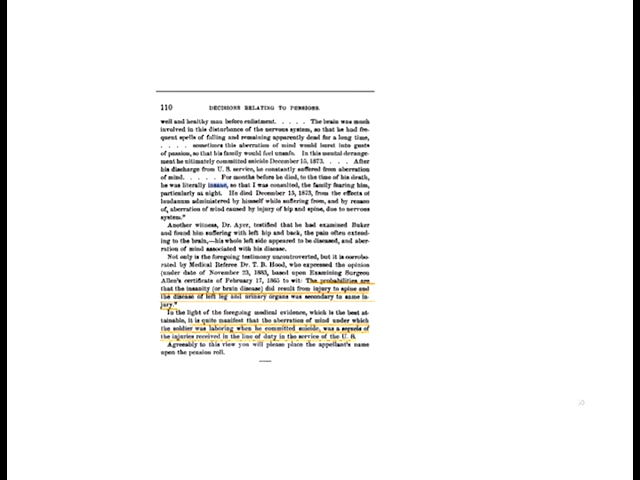 110 DECISIONS RELATING TO PENSIONS.
well and healthy man before enlistment. . . . . The brain was much
involved in this disturbance of the nervous system, so that he had fre-
quent spells of falling and remaining apparently dead for a long time,
. . . . sometimes this aberration of mind would burst into gusts
of passion, so that his family would feel unsafe. In this mental derange-
ment he ultimately committed suicide December 15, 1873. . . . After
his discharge from U. S. service, he constantly suffered from aberration
of mind. . . . . For months before he died, to the time of his death,
he was literally insane, so that I was consulted, the family fearing him,
particularly at night. He died December 15, 1873, from the effects of
laudanum administered by himself while suffering from, and by reason
of, aberration of mind caused by injury of hip and spine, due to nervous
system."
Another witness, Dr. Ayer, testified that he had examined Baker
and found him suffering with left hip and back, the pain often extend-
ing to the brain,—his whole left side appeared to be diseased, and aber-
ration of mind associated with his disease.
Not only is the foregoing testimony uncontroverted, but it is corrobo-
rated by Medical Referee Dr. T. B. Hood, who expressed the opinion
(under date of November 23, 1883, based upon Examining Surgeon
Allen's certificate of February 17, 1865 to wit: The probabilities are
that the insanity (or brain disease) did result from injury to spine and
the disease of left leg and urinary organs was secondary to same in-
jury."
In the light of the foregoing medical evidence, which is the best at-
tainable, it is quite manifest that the aberration of mind under which
the soldier was laboring when he committed suicide, was a sequela of
the injuries received in the line of duty in the service of the U. S.
Agreeably to this view you will please place the appellant's name
upon the pension roll.